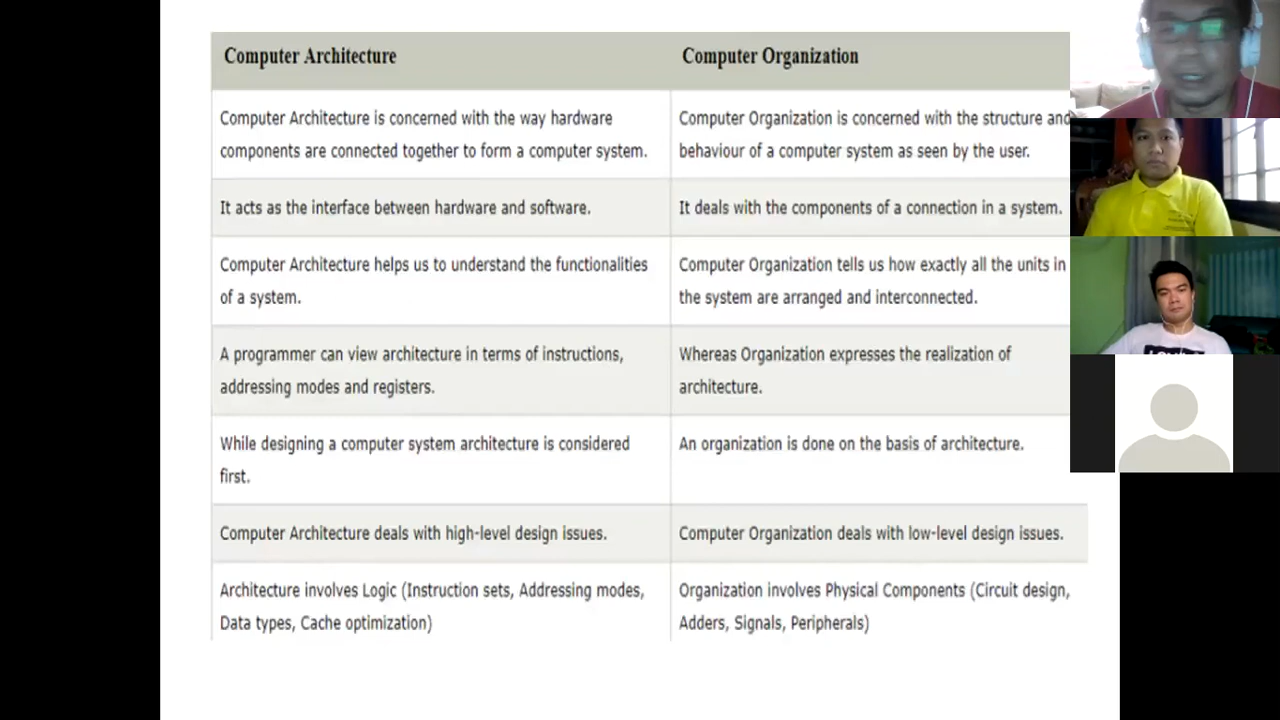 Computer Architecture
Computer Organization
Computer Architecture is concerned with the way hardware
components are connected together to form a computer system.
Computer Organization is concerned with the structure and
behaviour of a computer system as seen by the user.
It acts as the interface between hardware and software.
It deals with the components of a connection in a system.
Computer Architecture helps us to understand the functionalities
of a system.
Computer Organization tells us how exactly all the units in
the system are arranged and interconnected.
A programmer can view architecture in terms of instructions,
addressing modes and registers.
Whereas Organization expresses the realization of
architecture.
While designing a computer system architecture is considered
first.
An organization is done on the basis of architecture.
Computer Architecture deals with high-level design issues.
Computer Organization deals with low-level design issues.
Architecture involves Logic (Instruction sets, Addressing modes,
Data types, Cache optimization)
Organization involves Physical Components (Circuit design,
Adders, Signals, Peripherals)